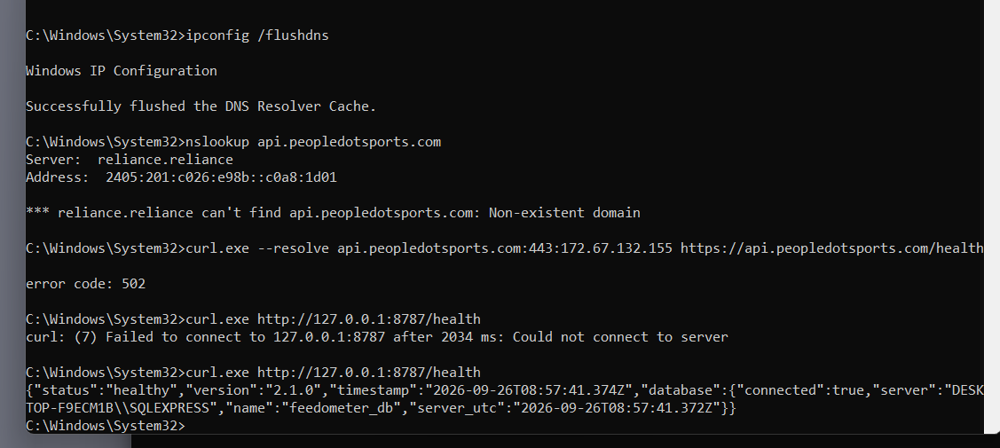 C:\Windows\System32>ipconfig /flushdns
Windows IP Configuration
Successfully flushed the DNS Resolver Cache.
C:\Windows\System32>nslookup api.peopledotsports.com
Server:  reliance.reliance
Address:  2405:201:c026:e98b::c0a8:1d01
*** reliance.reliance can't find api.peopledotsports.com: Non-existent domain
C:\Windows\System32>curl.exe --resolve api.peopledotsports.com:443:172.67.132.155 https://api.peopledotsports.com/health
error code: 502
C:\Windows\System32>curl.exe http://127.0.0.1:8787/health
curl: (7) Failed to connect to 127.0.0.1:8787 after 2034 ms: Could not connect to server
C:\Windows\System32>curl.exe http://127.0.0.1:8787/health
{"status":"healthy","version":"2.1.0","timestamp":"2026-09-26T08:57:41.374Z","database":{"connected":true,"server":"DESK
TOP-F9ECM1B\\SQLEXPRESS","name":"feedometer_db","server_utc":"2026-09-26T08:57:41.372Z"}}
C:\Windows\System32>